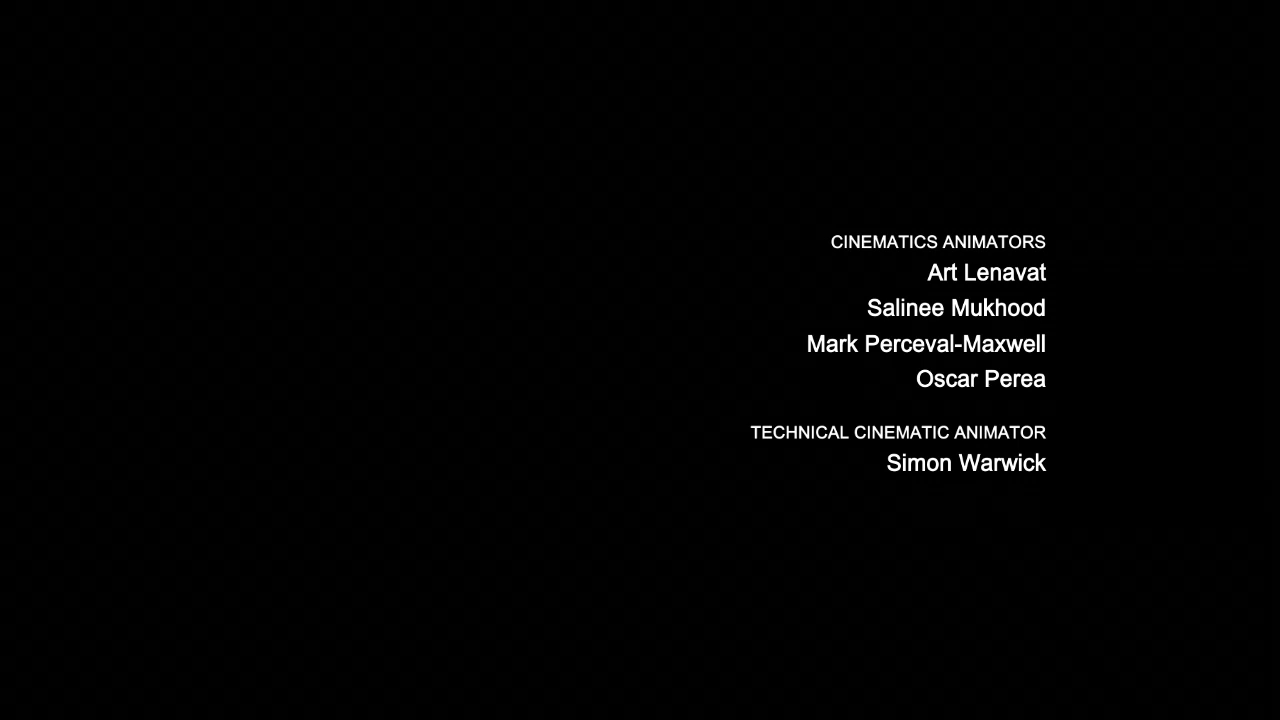 CINEMATICS ANIMATORS
Art Lenavat
Salinee Mukhood
Mark Perceval-Maxwell
Oscar Perea
TECHNICAL CINEMATIC ANIMATOR
Simon Warwick